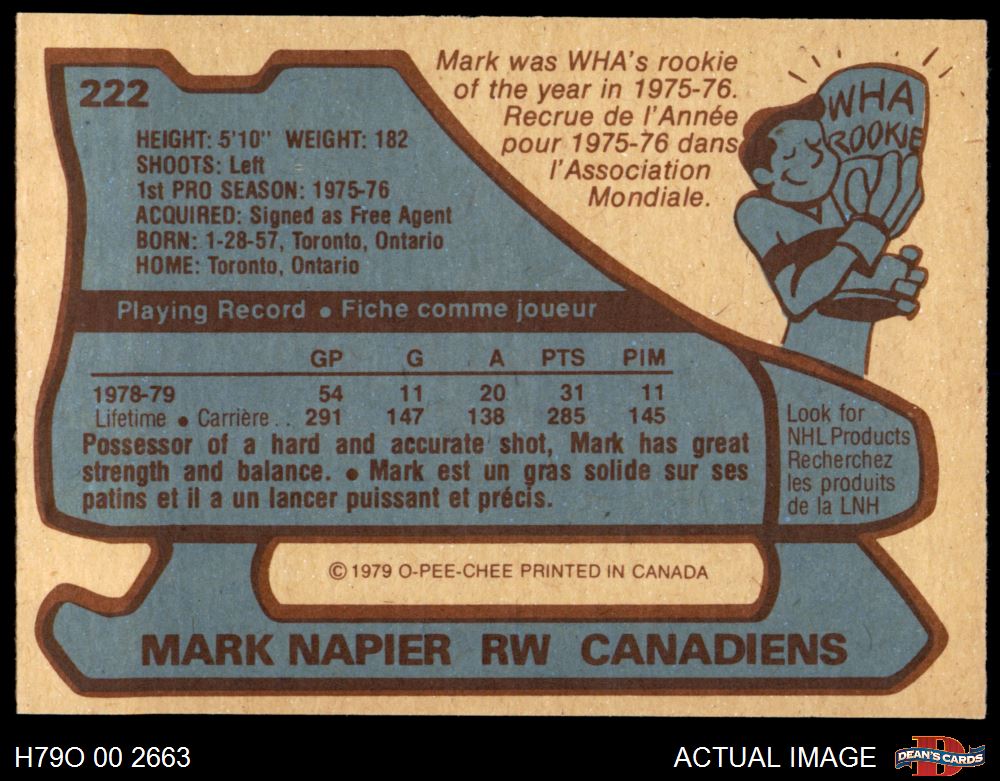 222
Mark was WHA's rookie
of the year in 1975-76.
Recrue de l'Année
pour 1975-76 dans
l'Association
Mondiale.
WHA
ROOKIE
HEIGHT: 5'10" WEIGHT: 182
SHOOTS: Left
1st PRO SEASON: 1975-76
ACQUIRED: Signed as Free Agent
BORN: 1-28-57, Toronto, Ontario
HOME: Toronto, Ontario
Playing Record • Fiche comme joueur
GP G A PTS PIM
1978-79 54 11 20 31 11
Lifetime • Carrière . . 291 147 138 285 145
Possessor of a hard and accurate shot, Mark has great
strength and balance. • Mark est un gras solide sur ses
patins et il a un lancer puissant et précis.
Look for
NHL Products
Recherchez
les produits
de la LNH
© 1979 O-PEE-CHEE PRINTED IN CANADA
MARK NAPIER RW CANADIENS
H79O 00 2663
ACTUAL IMAGE
D
DEAN'S CARDS